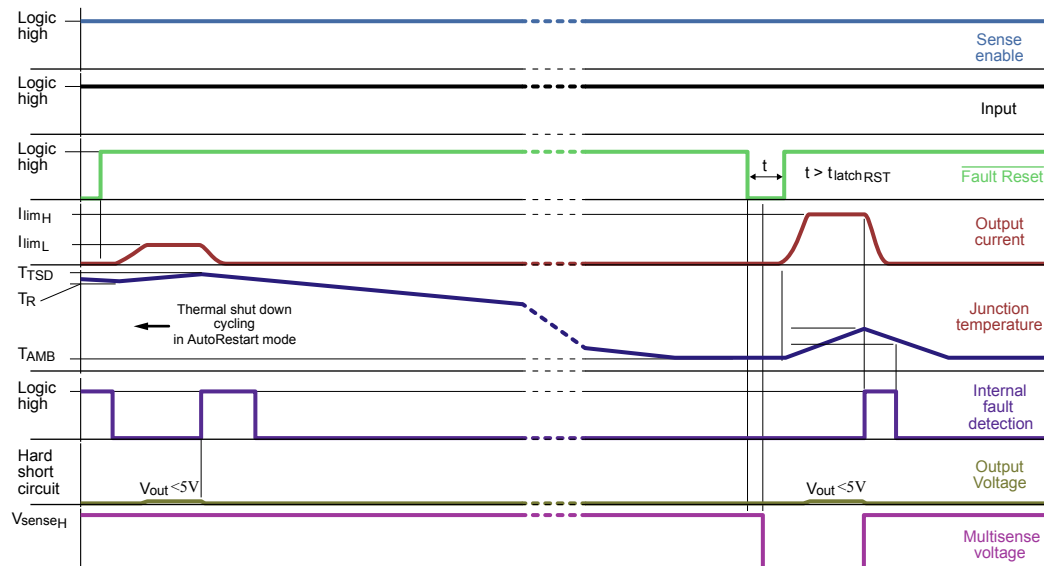 Logic
high
Sense
enable
Logic
high
Input
Logic
high
t
t > tlatchRST
Fault Reset
IlimH
Output
current
IlimL
TTSD
TR
Thermal shut down
cycling
in AutoRestart mode
Junction
temperature
TAMB
Logic
high
Internal
fault
detection
Hard
short
circuit
Vout <5V
Vout <5V
Output
Voltage
VsenseH
Multisense
voltage